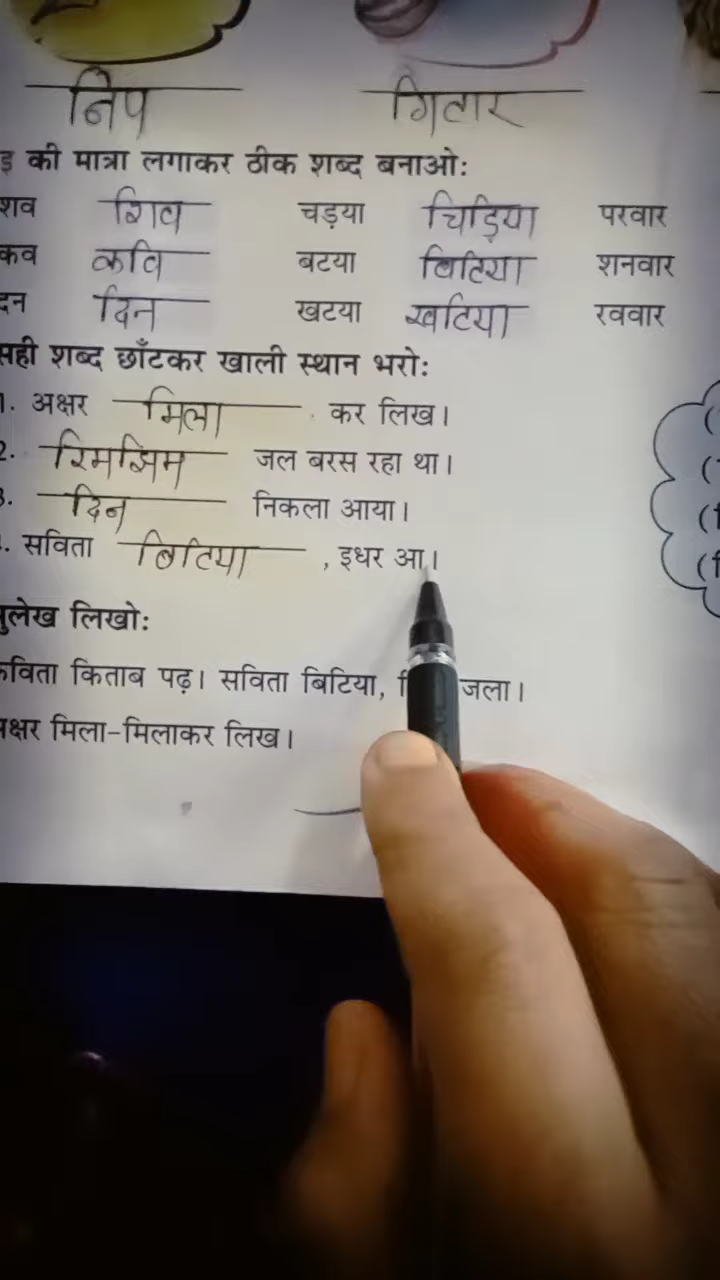 निप गिटार
इ की मात्रा लगाकर ठीक शब्द बनाओः
शव शिव चड़या चिड़िया परवार
कव कवि बटया बिटिया शनवार
दन दिन खटया खटिया रववार
सही शब्द छाँटकर खाली स्थान भरोः
1. अक्षर मिला कर लिख।
2. रिमझिम जल बरस रहा था।
3. दिन निकला आया।
. सविता बिटिया , इधर आ।
सुलेख लिखोः
कविता किताब पढ़। सविता बिटिया, जला।
अक्षर मिला-मिलाकर लिख।